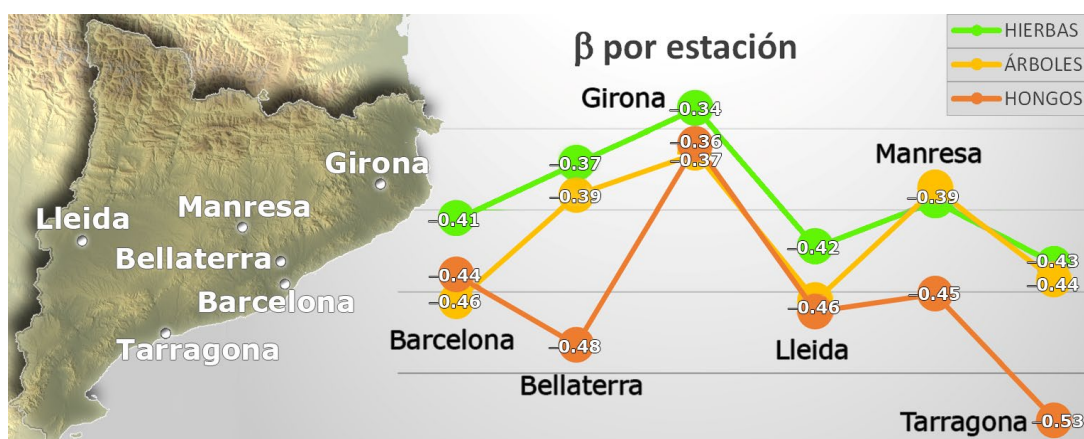 β por estación
HIERBAS
ÁRBOLES
HONGOS
Girona
Manresa
Lleida
Bellaterra
Barcelona
Tarragona
Girona
Manresa
Barcelona
Bellaterra
Lleida
Tarragona
–0.41
–0.37
–0.34
–0.42
–0.39
–0.43
–0.46
–0.39
–0.37
–0.46
–0.44
–0.44
–0.48
–0.36
–0.45
–0.53